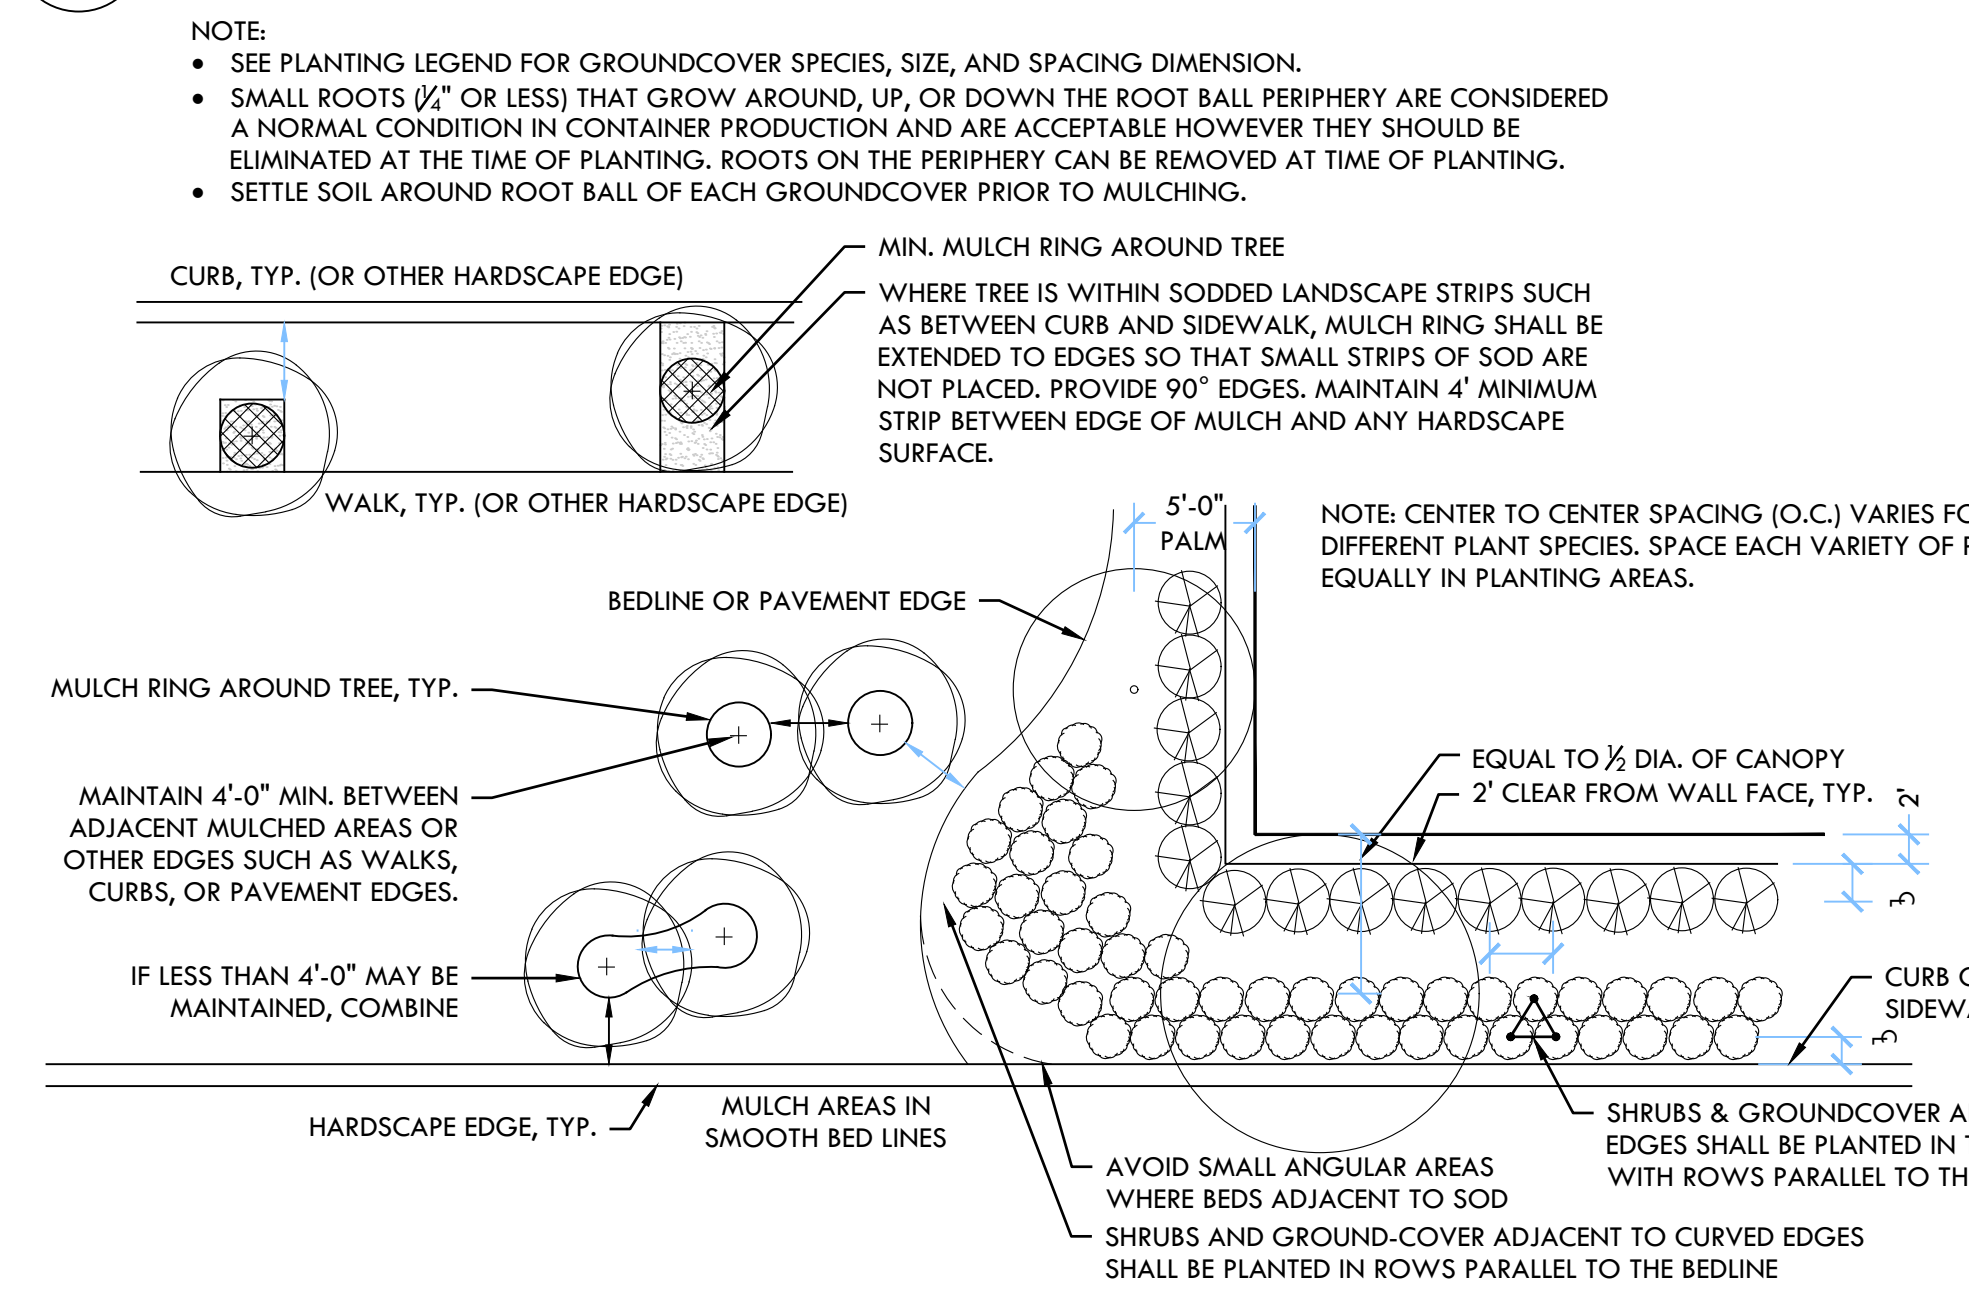 NOTE:
• SEE PLANTING LEGEND FOR GROUNDCOVER SPECIES, SIZE, AND SPACING DIMENSION.
• SMALL ROOTS (¼" OR LESS) THAT GROW AROUND, UP, OR DOWN THE ROOT BALL PERIPHERY ARE CONSIDERED
A NORMAL CONDITION IN CONTAINER PRODUCTION AND ARE ACCEPTABLE HOWEVER THEY SHOULD BE
ELIMINATED AT THE TIME OF PLANTING. ROOTS ON THE PERIPHERY CAN BE REMOVED AT TIME OF PLANTING.
• SETTLE SOIL AROUND ROOT BALL OF EACH GROUNDCOVER PRIOR TO MULCHING.
MIN. MULCH RING AROUND TREE
CURB, TYP. (OR OTHER HARDSCAPE EDGE)
WHERE TREE IS WITHIN SODDED LANDSCAPE STRIPS SUCH
AS BETWEEN CURB AND SIDEWALK, MULCH RING SHALL BE
EXTENDED TO EDGES SO THAT SMALL STRIPS OF SOD ARE
NOT PLACED. PROVIDE 90° EDGES. MAINTAIN 4' MINIMUM
STRIP BETWEEN EDGE OF MULCH AND ANY HARDSCAPE
SURFACE.
WALK, TYP. (OR OTHER HARDSCAPE EDGE)
5'-0"
PALM
NOTE: CENTER TO CENTER SPACING (O.C.) VARIES
DIFFERENT PLANT SPECIES. SPACE EACH VARIETY OF
EQUALLY IN PLANTING AREAS.
BEDLINE OR PAVEMENT EDGE
MULCH RING AROUND TREE, TYP.
EQUAL TO ½ DIA. OF CANOPY
2' CLEAR FROM WALL FACE, TYP.
2'
MAINTAIN 4'-0" MIN. BETWEEN
ADJACENT MULCHED AREAS OR
OTHER EDGES SUCH AS WALKS,
CURBS, OR PAVEMENT EDGES.
IF LESS THAN 4'-0" MAY BE
MAINTAINED, COMBINE
CURB
HARDSCAPE EDGE, TYP.
MULCH AREAS IN
SMOOTH BED LINES
SHRUBS & GROUNDCOVER
EDGES SHALL BE PLANTED IN
WITH ROWS PARALLEL TO
AVOID SMALL ANGULAR AREAS
WHERE BEDS ADJACENT TO SOD
SHRUBS AND GROUND-COVER ADJACENT TO CURVED EDGES
SHALL BE PLANTED IN ROWS PARALLEL TO THE BEDLINE